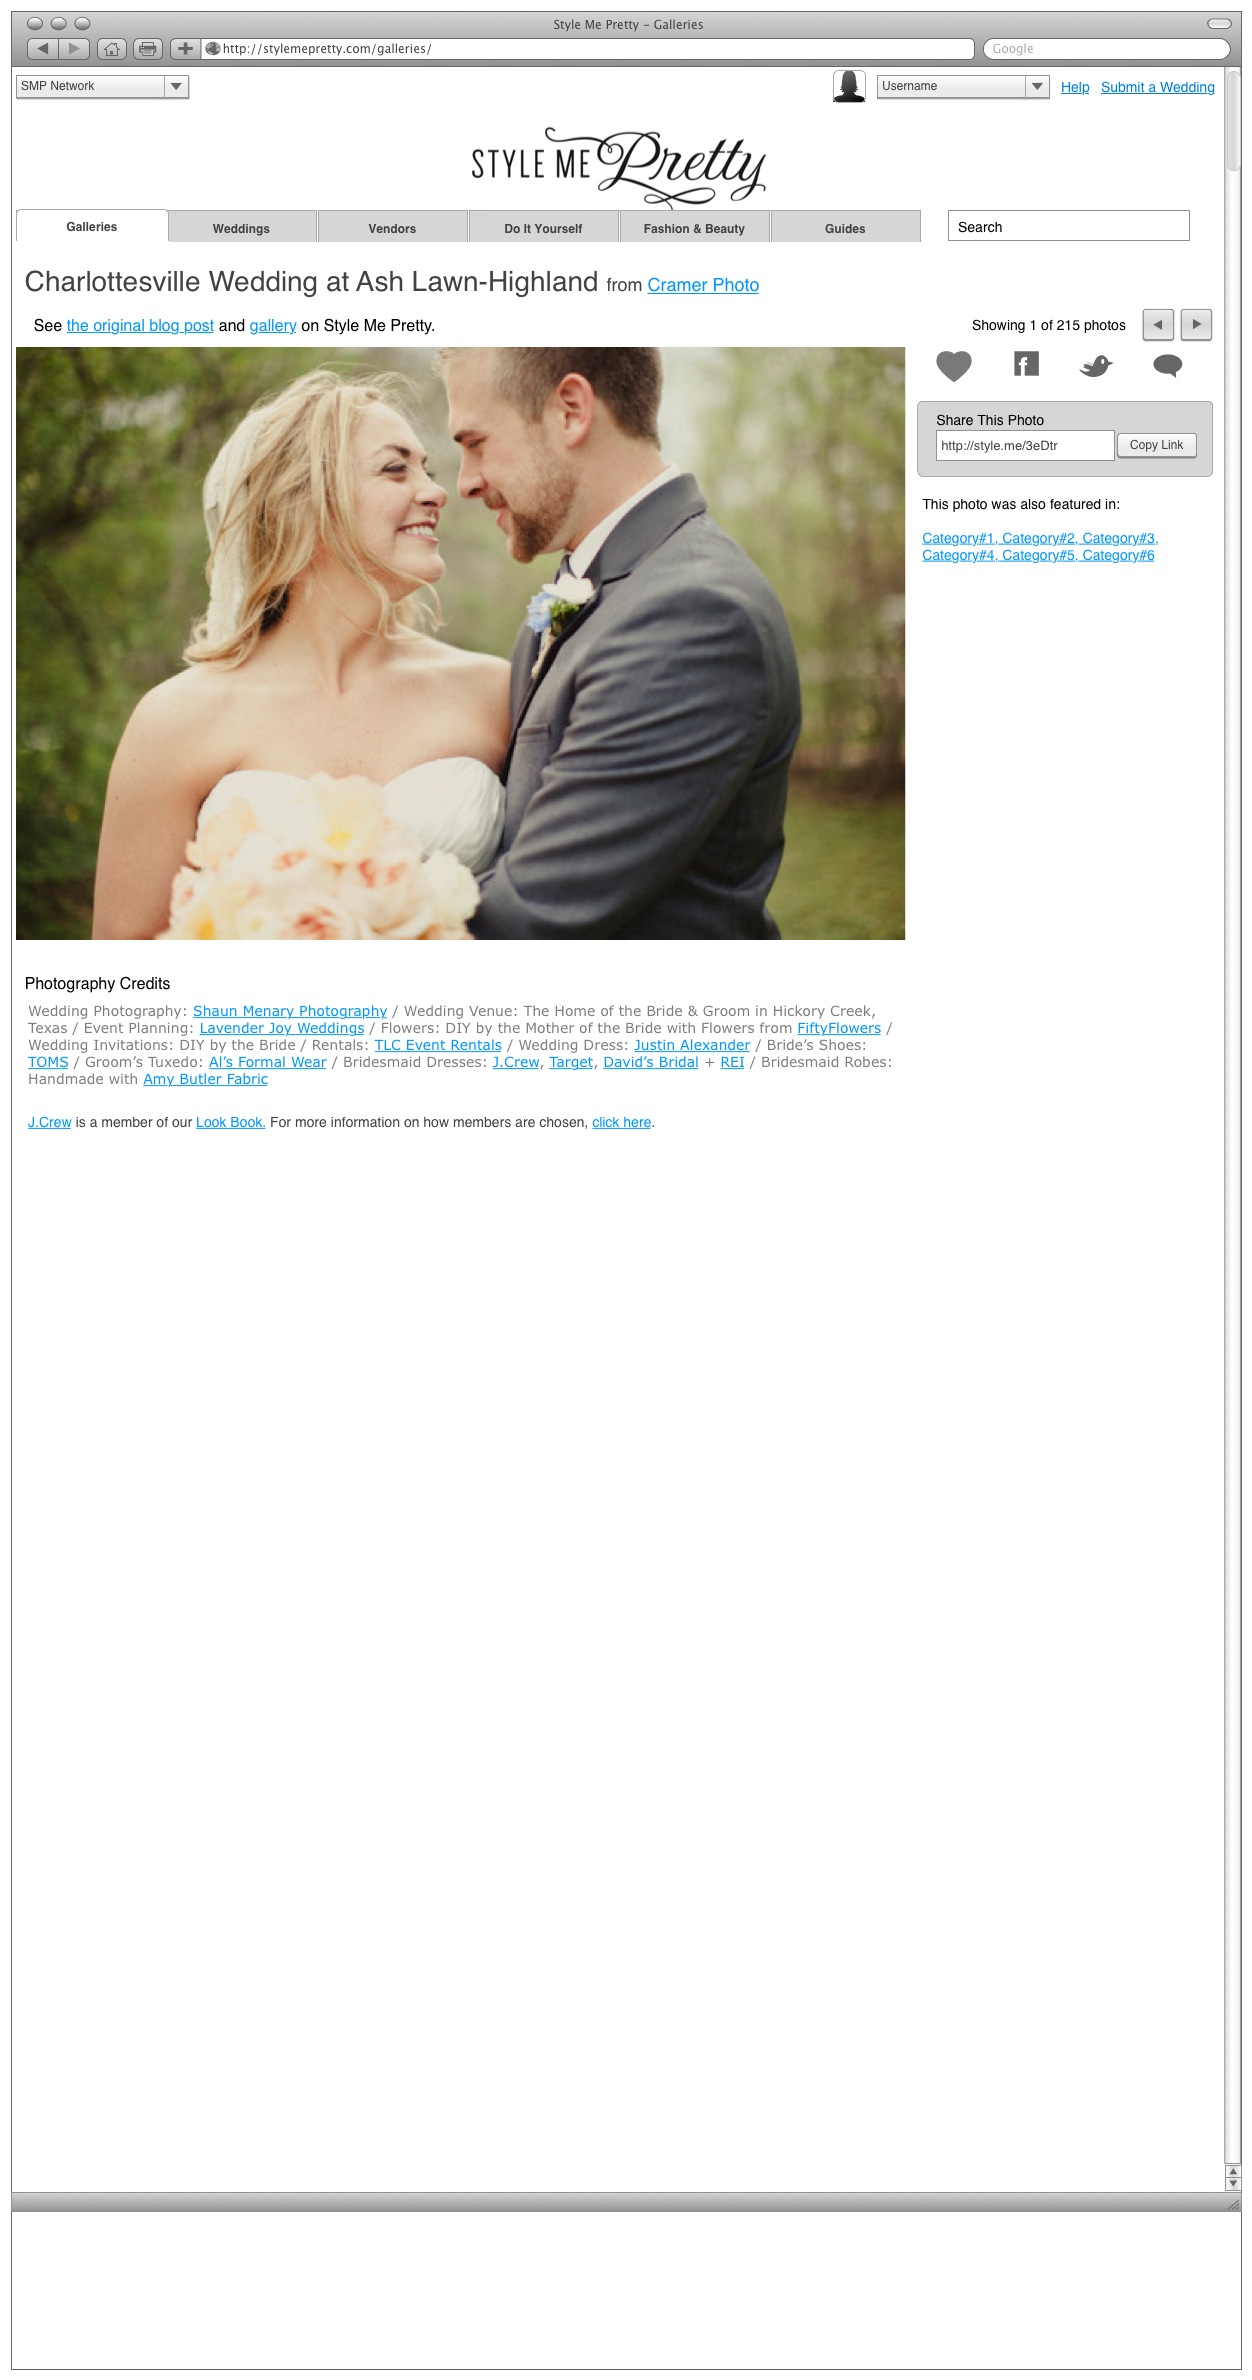 Style Me Pretty – Galleries
http://stylemepretty.com/galleries/
Google
SMP Network
Username
Help
Submit a Wedding
STYLE ME Pretty
Galleries
Weddings
Vendors
Do It Yourself
Fashion & Beauty
Guides
Search
Charlottesville Wedding at Ash Lawn-Highland from Cramer Photo
See the original blog post and gallery on Style Me Pretty.
Showing 1 of 215 photos
f
Share This Photo
http://style.me/3eDtr
Copy Link
This photo was also featured in:
Category#1, Category#2, Category#3,
Category#4, Category#5, Category#6
Photography Credits
Wedding Photography: Shaun Menary Photography / Wedding Venue: The Home of the Bride & Groom in Hickory Creek,
Texas / Event Planning: Lavender Joy Weddings / Flowers: DIY by the Mother of the Bride with Flowers from FiftyFlowers /
Wedding Invitations: DIY by the Bride / Rentals: TLC Event Rentals / Wedding Dress: Justin Alexander / Bride’s Shoes:
TOMS / Groom’s Tuxedo: Al’s Formal Wear / Bridesmaid Dresses: J.Crew, Target, David’s Bridal + REI / Bridesmaid Robes:
Handmade with Amy Butler Fabric
J.Crew is a member of our Look Book. For more information on how members are chosen, click here.